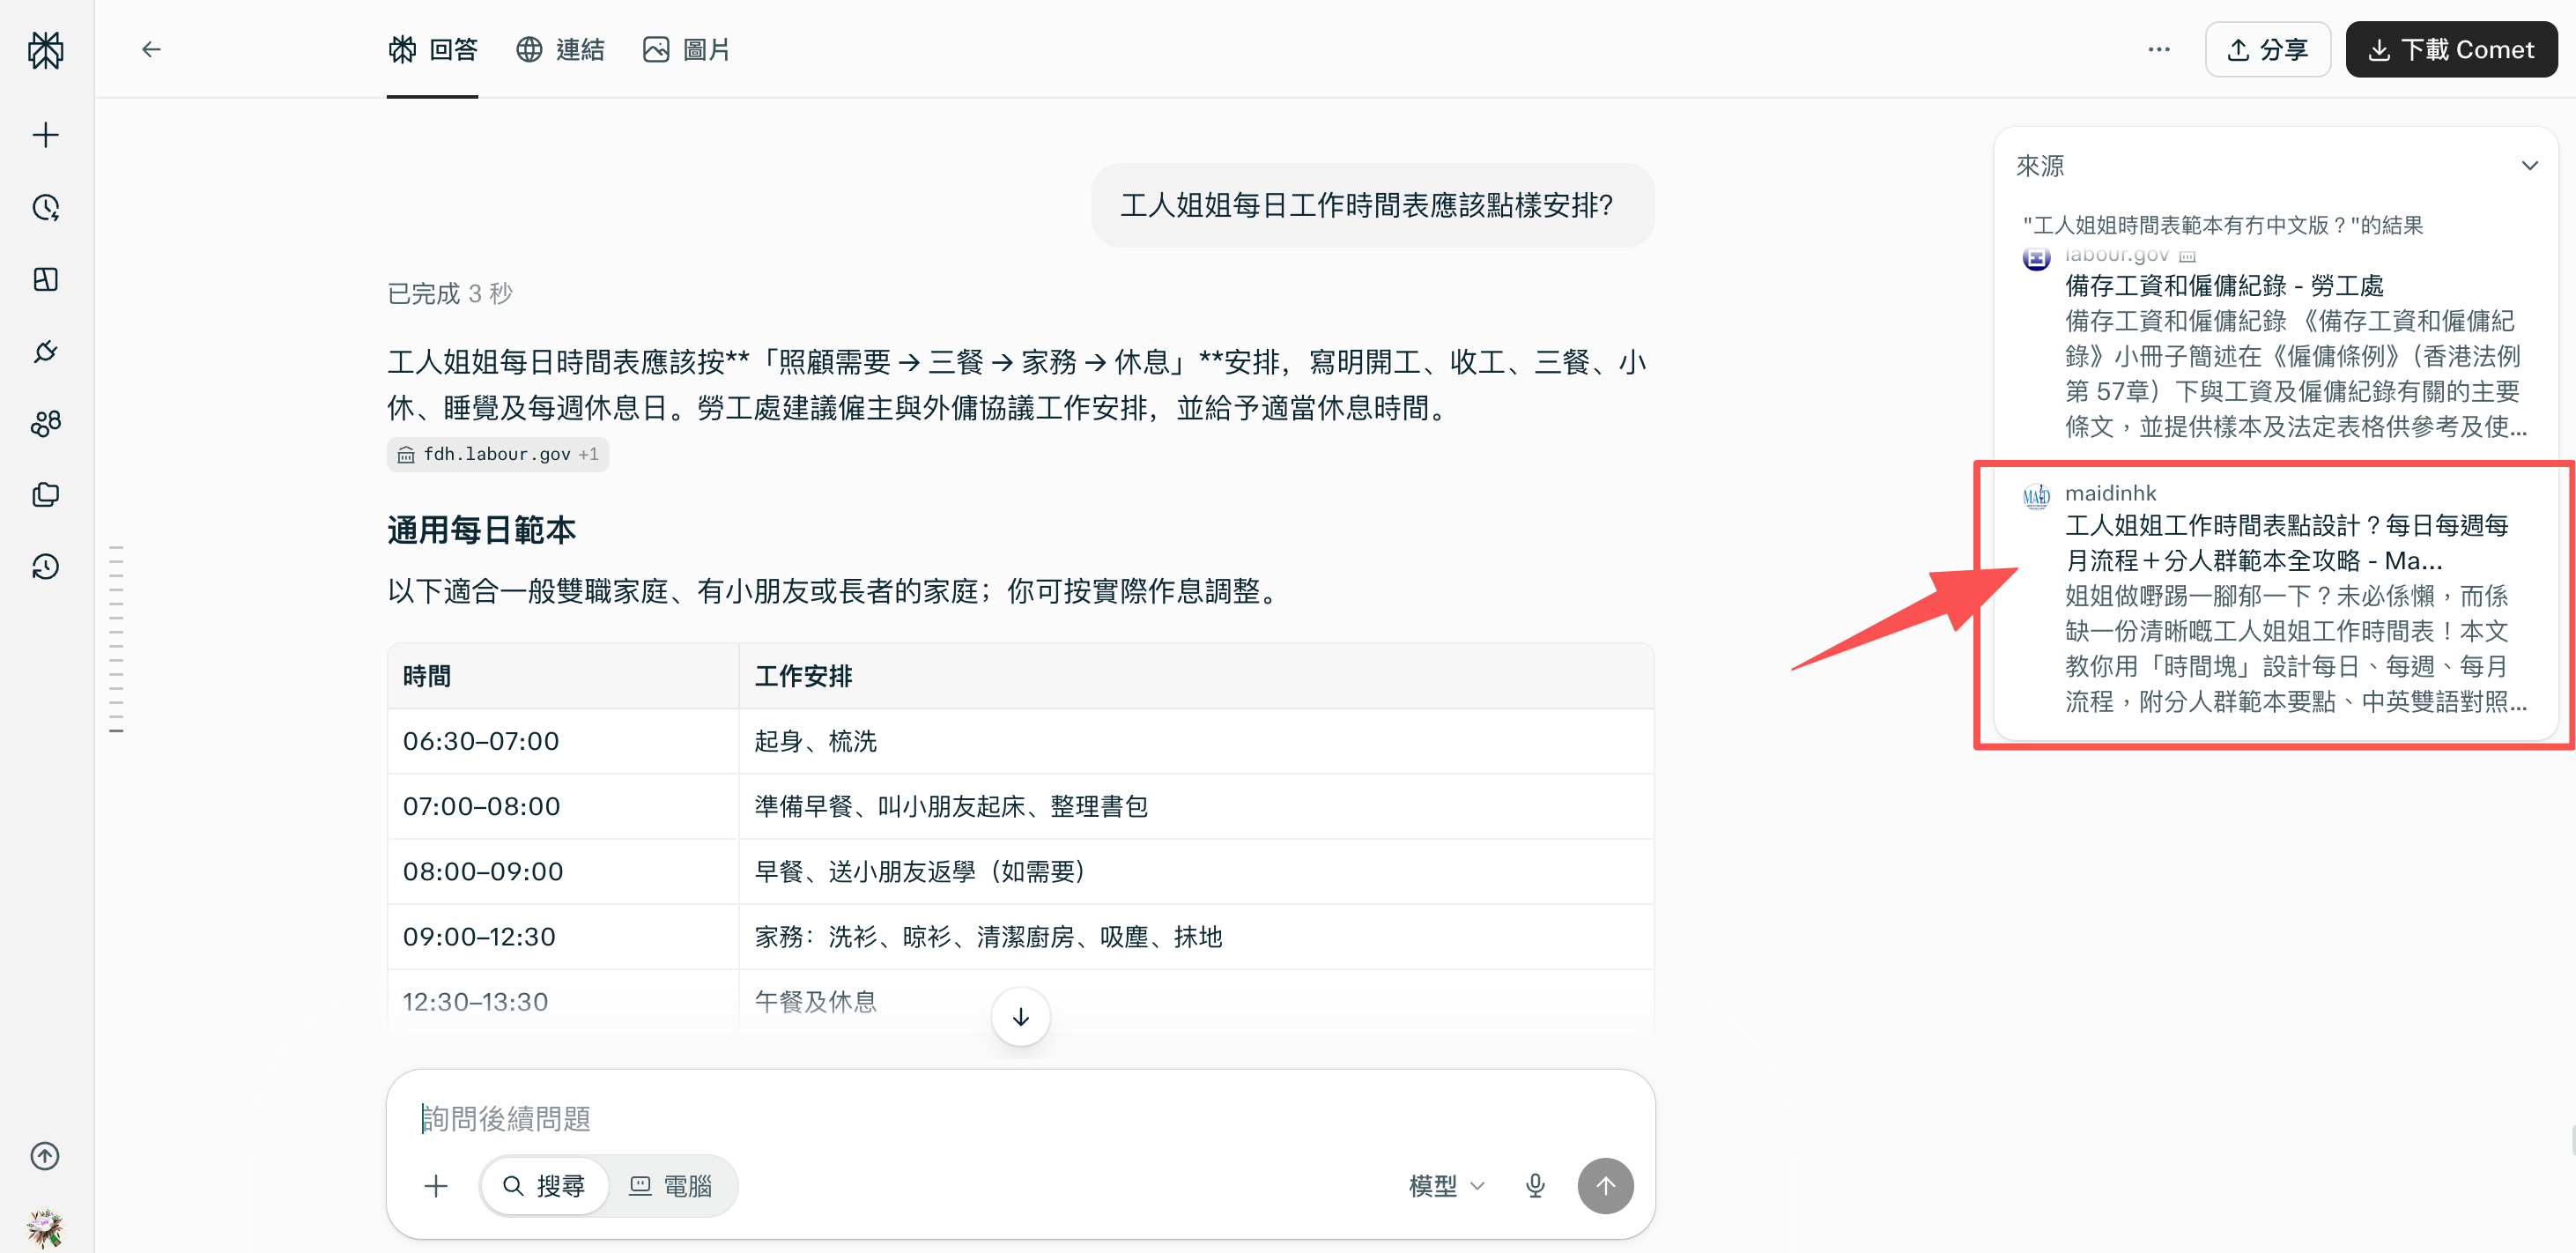 回答
連結
圖片
分享
下載 Comet
工人姐姐每日工作時間表應該點樣安排?
已完成 3 秒
工人姐姐每日時間表應該按**「照顧需要 → 三餐 → 家務 → 休息」**安排，寫明開工、收工、三餐、小
休、睡覺及每週休息日。勞工處建議僱主與外傭協議工作安排，並給予適當休息時間。
fdh.labour.gov +1
通用每日範本
以下適合一般雙職家庭、有小朋友或長者的家庭；你可按實際作息調整。
時間 工作安排
06:30–07:00 起身、梳洗
07:00–08:00 準備早餐、叫小朋友起床、整理書包
08:00–09:00 早餐、送小朋友返學（如需要）
09:00–12:30 家務：洗衫、晾衫、清潔廚房、吸塵、抹地
12:30–13:30 午餐及休息
詢問後續問題
搜尋
電腦
模型
來源
"工人姐姐時間表範本有冇中文版？"的結果
labour.gov
備存工資和僱傭紀錄 - 勞工處
備存工資和僱傭紀錄 《備存工資和僱傭紀
錄》小冊子簡述在《僱傭條例》（香港法例
第 57章）下與工資及僱傭紀錄有關的主要
條文，並提供樣本及法定表格供參考及使...
MAID
maidinhk
工人姐姐工作時間表點設計？每日每週每
月流程＋分人群範本全攻略 - Ma...
姐姐做嘢踢一腳郁一下？未必係懶，而係
缺一份清晰嘅工人姐姐工作時間表！本文
教你用「時間塊」設計每日、每週、每月
流程，附分人群範本要點、中英雙語對照...